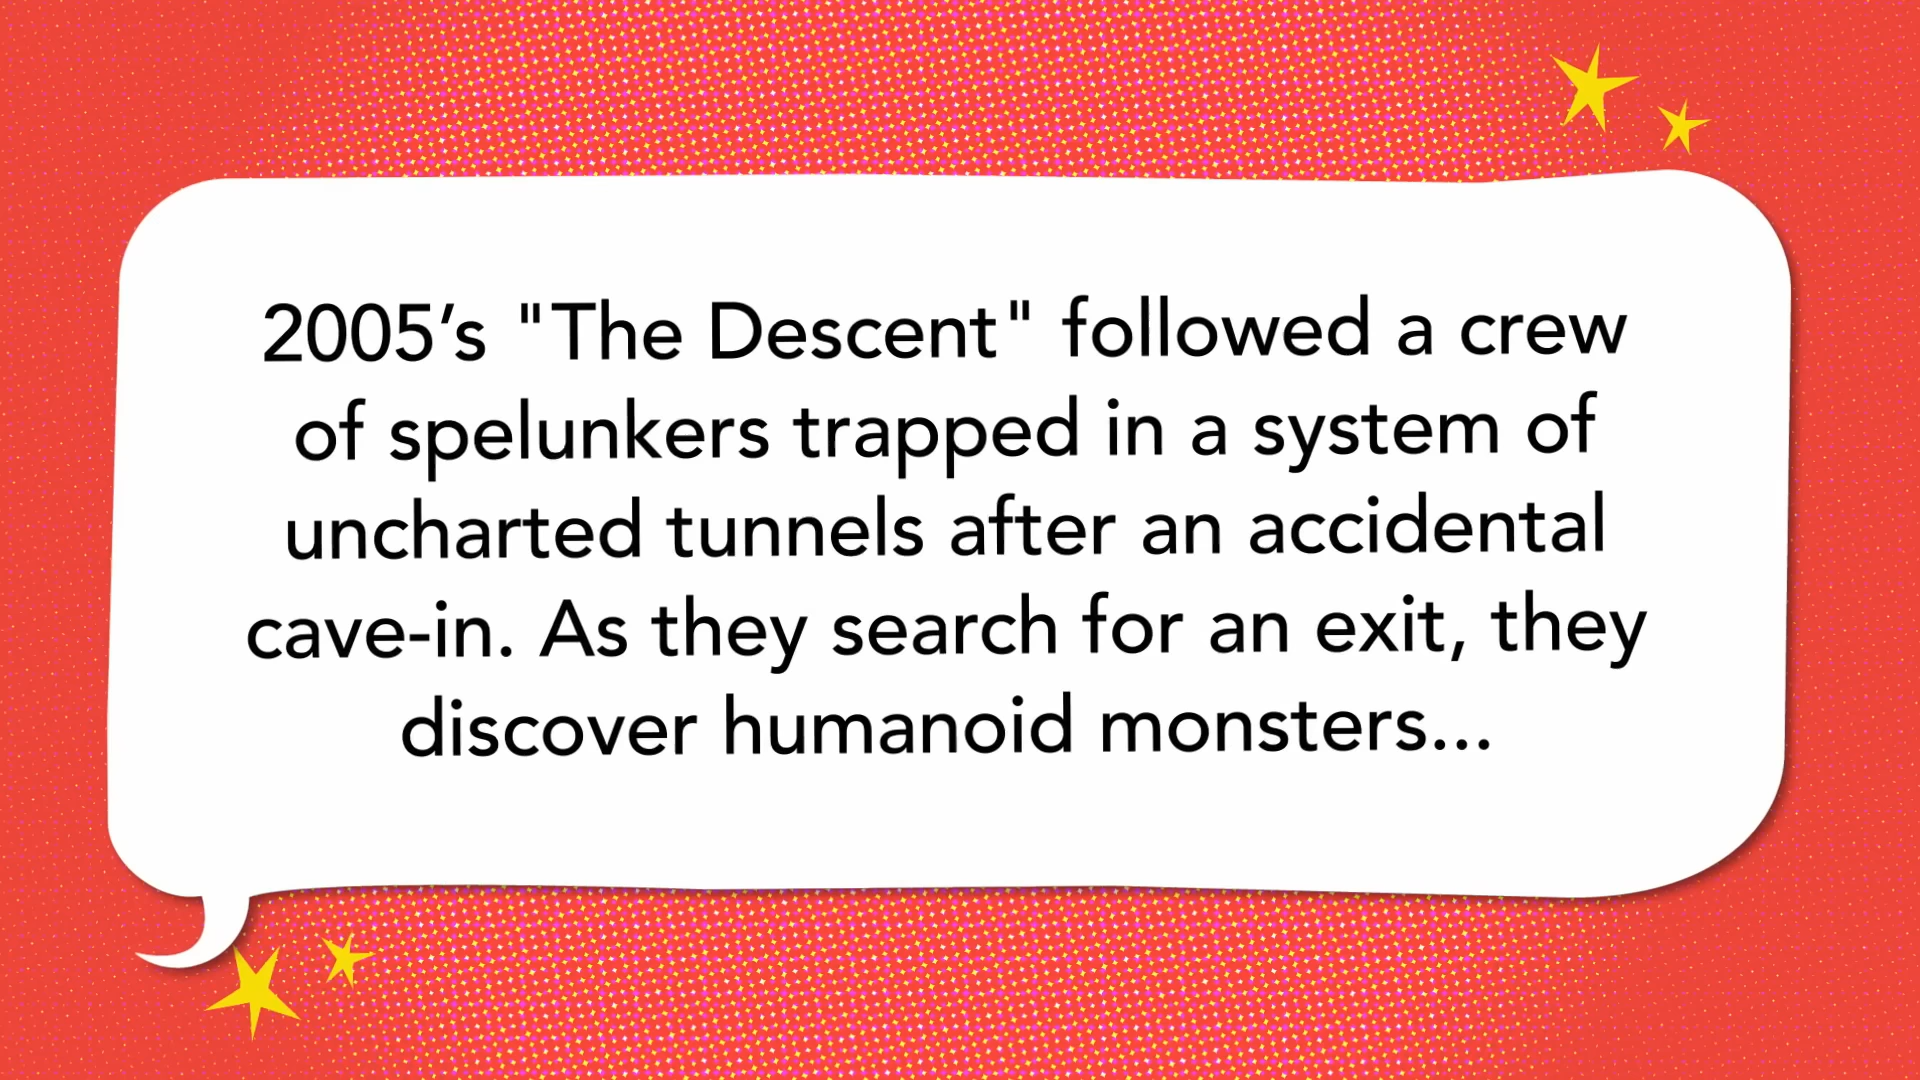 2005’s "The Descent" followed a crew
of spelunkers trapped in a system of
uncharted tunnels after an accidental
cave-in. As they search for an exit, they
discover humanoid monsters...